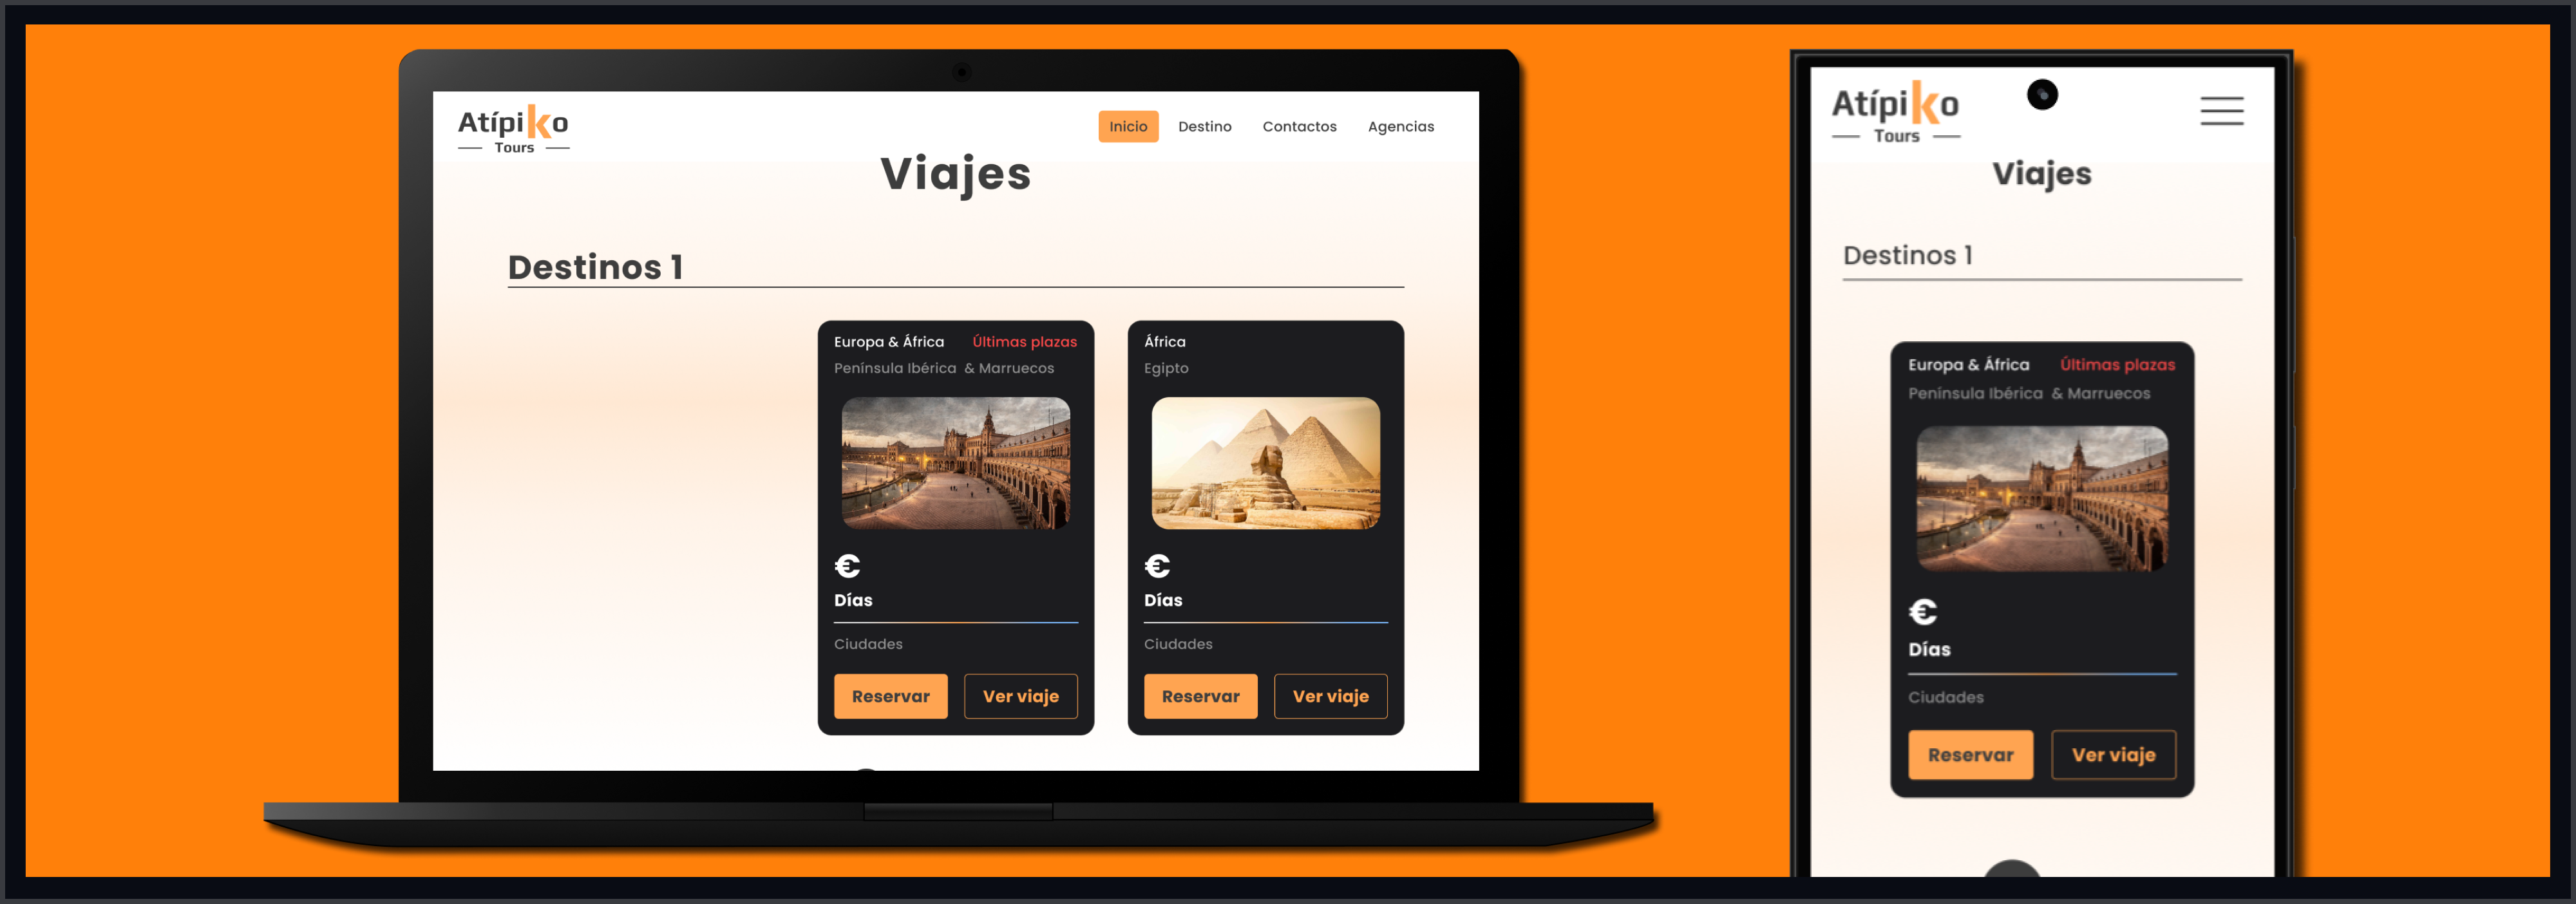 Atípiko
Tours
Inicio Destino Contactos Agencias
Viajes
Destinos 1
Europa & África Últimas plazas
Península Ibérica & Marruecos
€
Días
Ciudades
Reservar Ver viaje
África
Egipto
€
Días
Ciudades
Reservar Ver viaje
Atípiko
Tours
Viajes
Destinos 1
Europa & África Últimas plazas
Península Ibérica & Marruecos
€
Días
Ciudades
Reservar Ver viaje